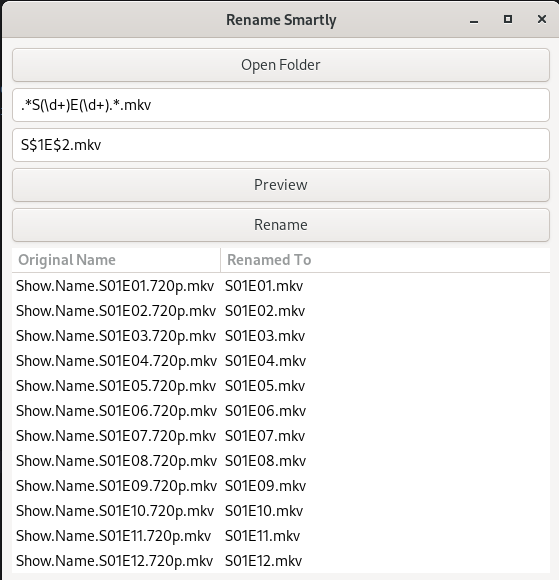 Rename Smartly
Open Folder
.*S(\d+)E(\d+).*.mkv
S$1E$2.mkv
Preview
Rename
Original Name Renamed To
Show.Name.S01E01.720p.mkv S01E01.mkv
Show.Name.S01E02.720p.mkv S01E02.mkv
Show.Name.S01E03.720p.mkv S01E03.mkv
Show.Name.S01E04.720p.mkv S01E04.mkv
Show.Name.S01E05.720p.mkv S01E05.mkv
Show.Name.S01E06.720p.mkv S01E06.mkv
Show.Name.S01E07.720p.mkv S01E07.mkv
Show.Name.S01E08.720p.mkv S01E08.mkv
Show.Name.S01E09.720p.mkv S01E09.mkv
Show.Name.S01E10.720p.mkv S01E10.mkv
Show.Name.S01E11.720p.mkv S01E11.mkv
Show.Name.S01E12.720p.mkv S01E12.mkv